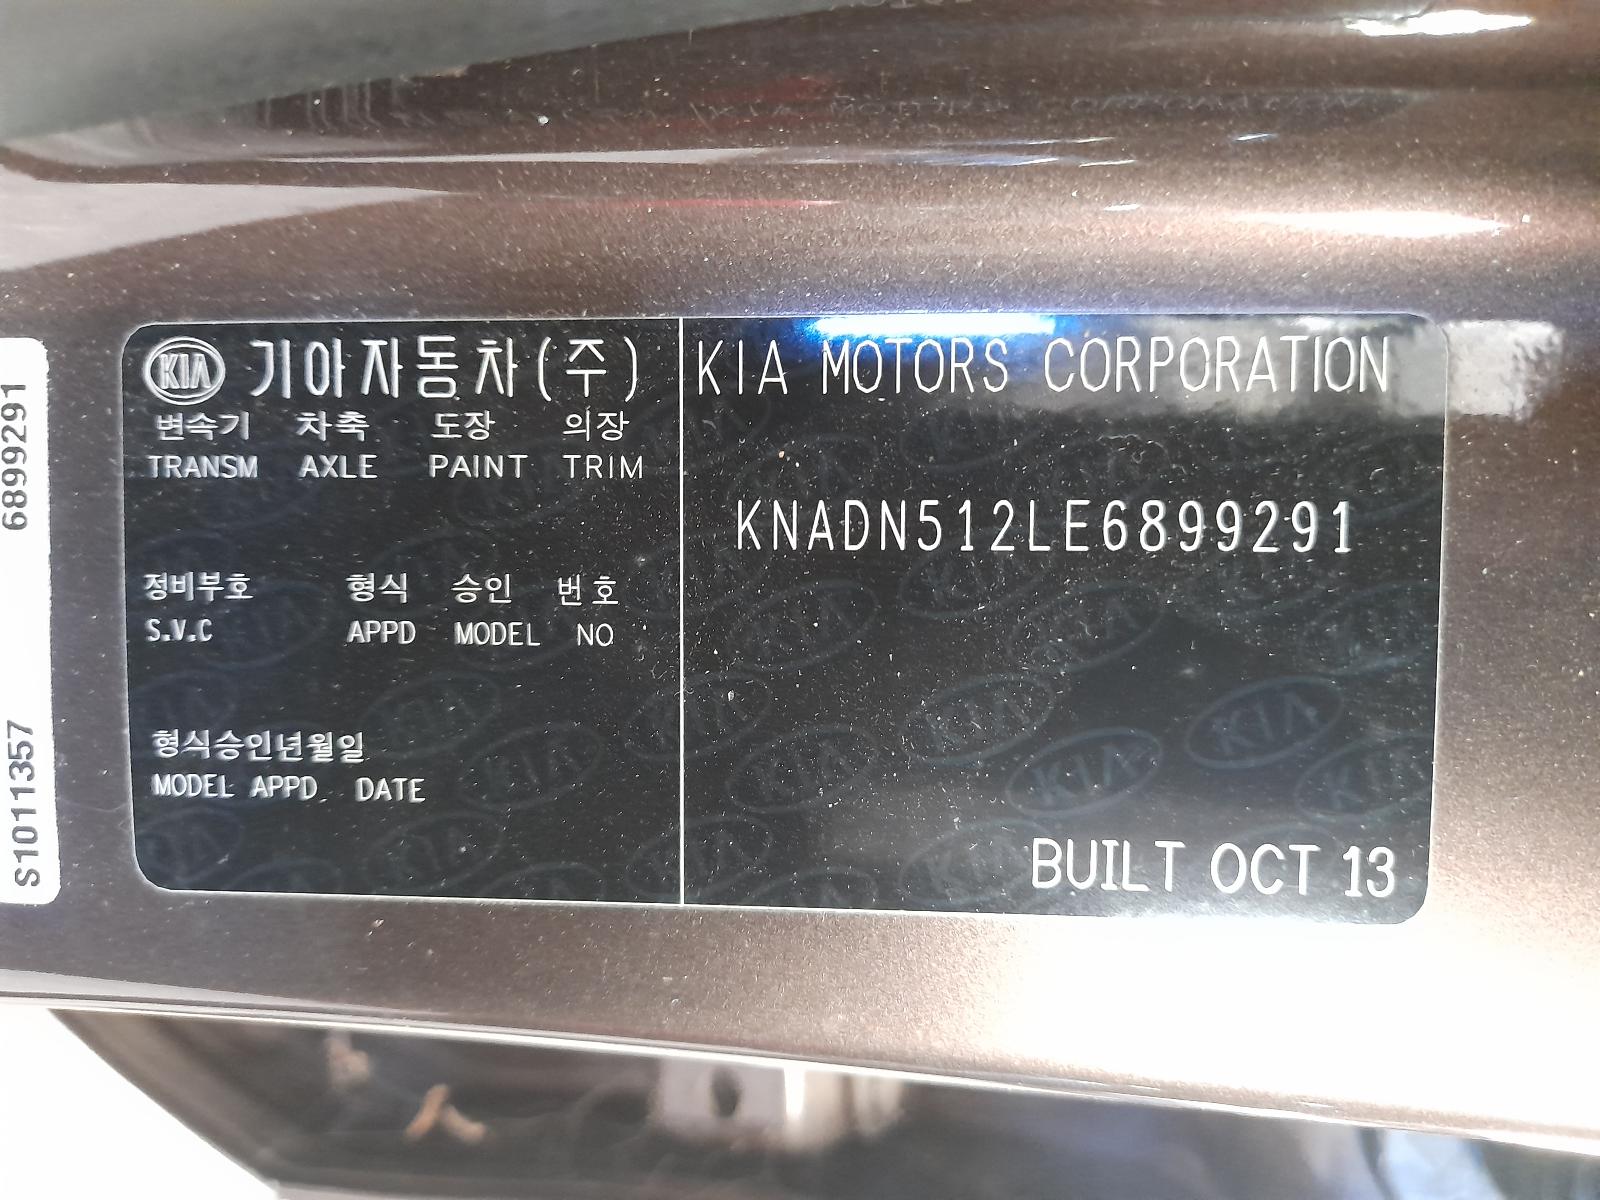 KIA 기아자동차(주)
변속기 차축 도장 의장
TRANSM AXLE PAINT TRIM
정비부호 형식 승인 번호
S.V.C APPD MODEL NO
형식승인년월일
MODEL APPD DATE
KIA MOTORS CORPORATION
KNADN512LE6899291
BUILT OCT 13
S1011357 6899291